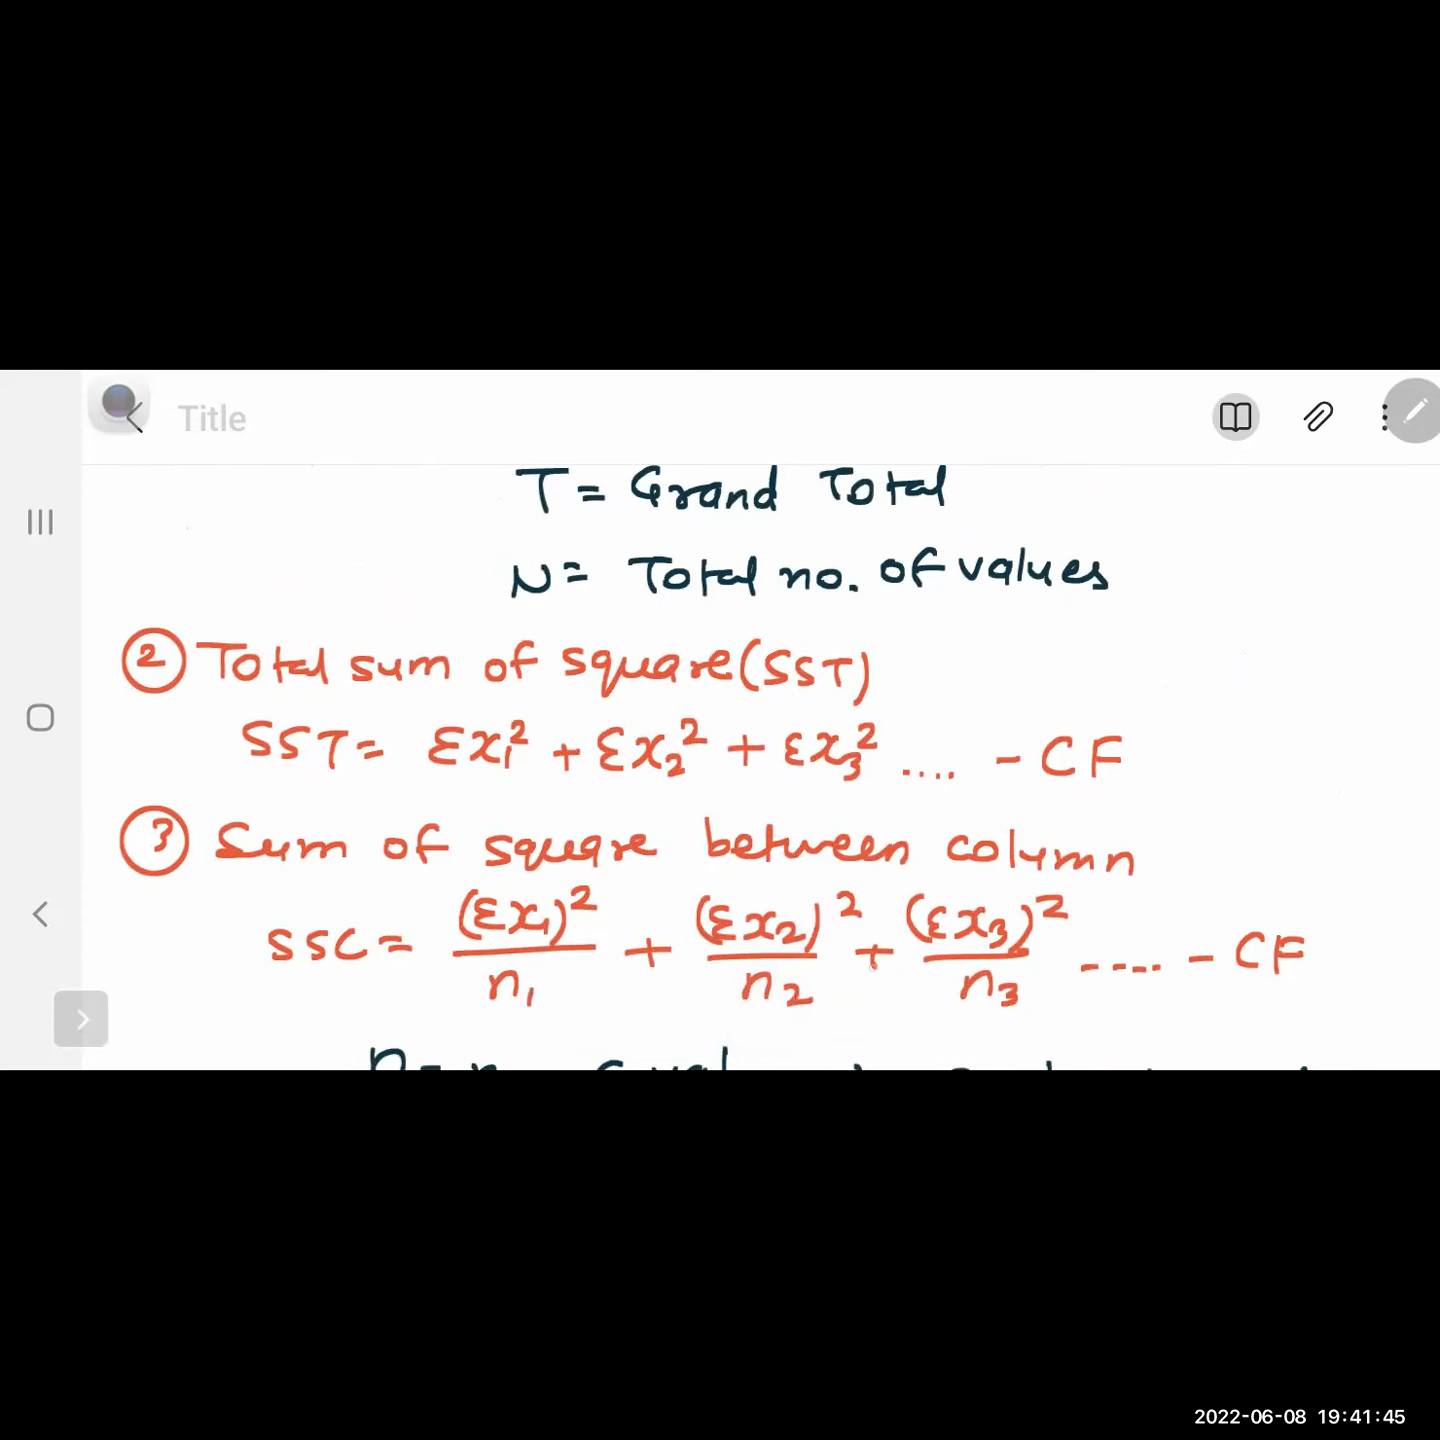 Title
T = Grand Total
N = Total no. of values
② Total sum of square (SST)
SST = Σx₁² + Σx₂² + Σx₃² .... - CF
③ Sum of square between column
SSC = (Σx₁)²/n₁ + (Σx₂)²/n₂ + (Σx₃)²/n₃ ..... - CF
2022-06-08 19:41:45